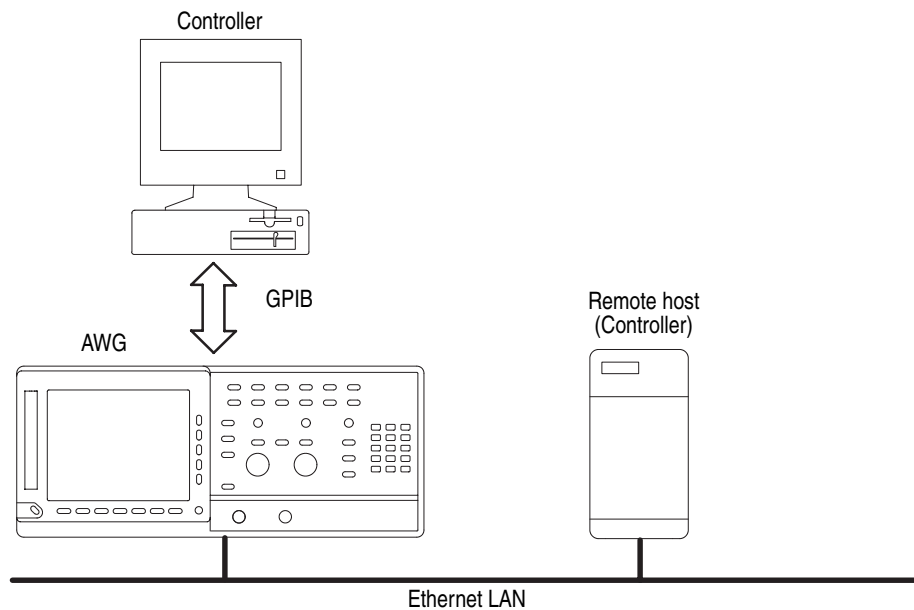 Controller
GPIB
AWG
Remote host
(Controller)
Ethernet LAN